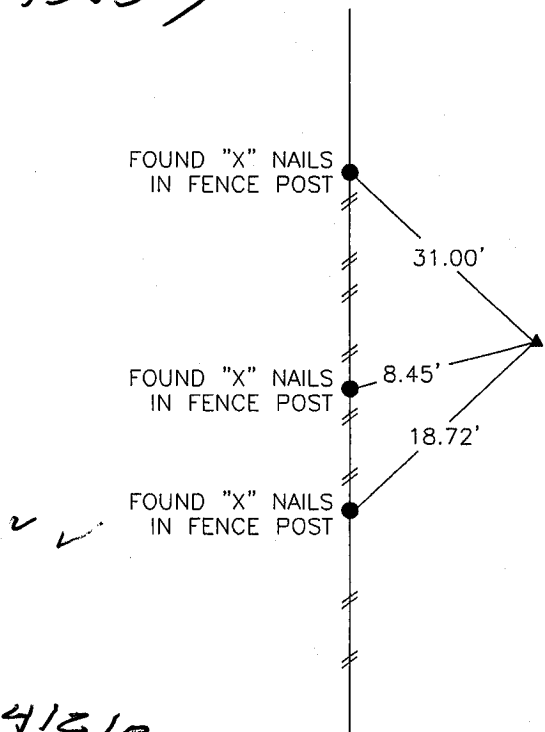 FOUND "X" NAILS
IN FENCE POST
31.00'
FOUND "X" NAILS
IN FENCE POST
8.45'
18.72'
FOUND "X" NAILS
IN FENCE POST